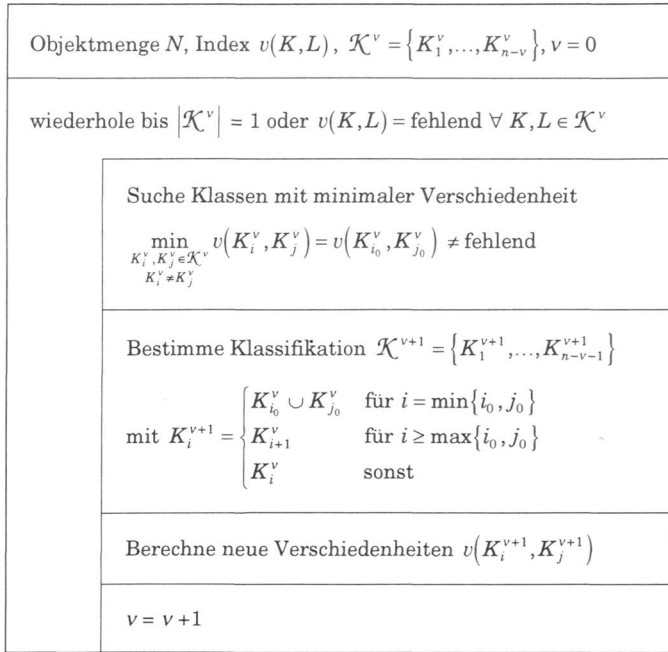 Objektmenge N, Index v(K,L), 𝒦^ν = {K_1^ν,...,K_{n-ν}^ν}, ν = 0
wiederhole bis |𝒦^ν| = 1 oder v(K,L) = fehlend ∀ K,L ∈ 𝒦^ν
Suche Klassen mit minimaler Verschiedenheit
min v(K_i^ν,K_j^ν) = v(K_{i_0}^ν,K_{j_0}^ν) ≠ fehlend
K_i^ν,K_j^ν ∈ 𝒦^ν
K_i^ν ≠ K_j^ν
Bestimme Klassifikation 𝒦^{ν+1} = {K_1^{ν+1},...,K_{n-ν-1}^{ν+1}}
K_{i_0}^ν ∪ K_{j_0}^ν für i = min{i_0,j_0}
mit K_i^{ν+1} = { K_{i+1}^ν für i ≥ max{i_0,j_0}
K_i^ν sonst
Berechne neue Verschiedenheiten v(K_i^{ν+1},K_j^{ν+1})
ν = ν+1